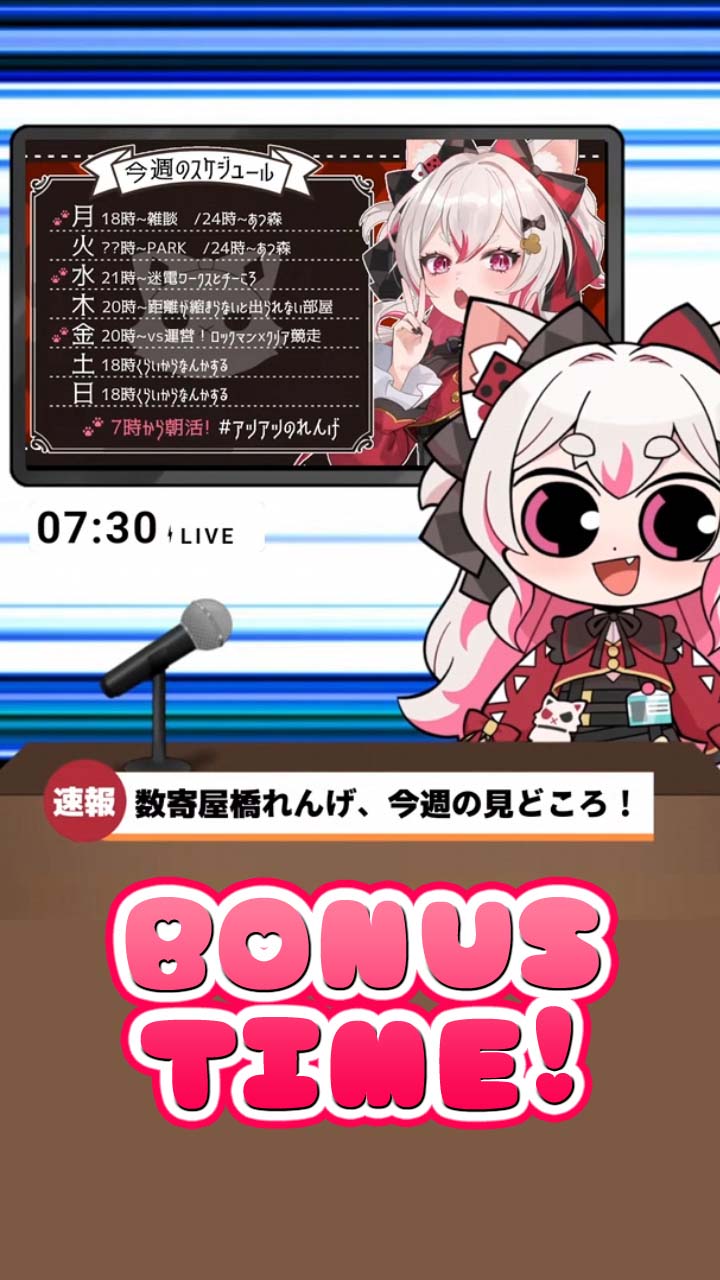 今週のスケジュール
月 18時~雑談 /24時~あつ森
火 ??時~PARK /24時~あつ森
水 21時~迷電ワークスとチーころ
木 20時~距離が縮まらないと出られない部屋
金 20時~vs運営！ロックマン×クリア競走
土 18時くらいからなんかする
日 18時くらいからなんかする
7時から朝活！ #アツアツのれんげ
07:30 LIVE
速報 数寄屋橋れんげ、今週の見どころ！
BONUS
TIME!